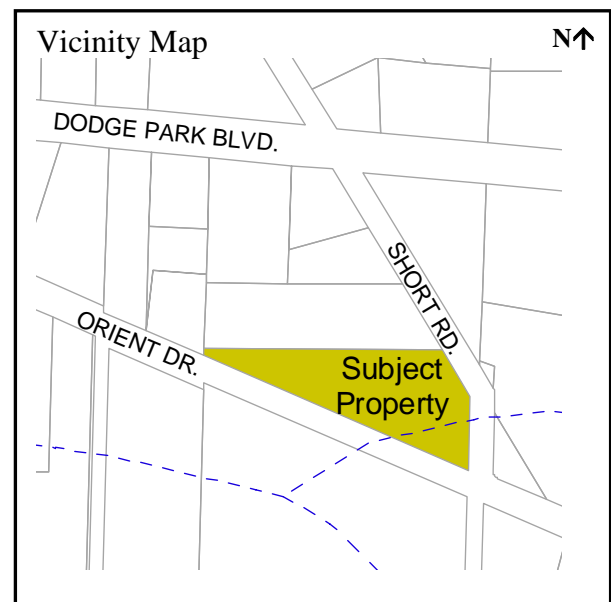 Vicinity Map
N↑
DODGE PARK BLVD.
SHORT RD.
ORIENT DR.
Subject
Property